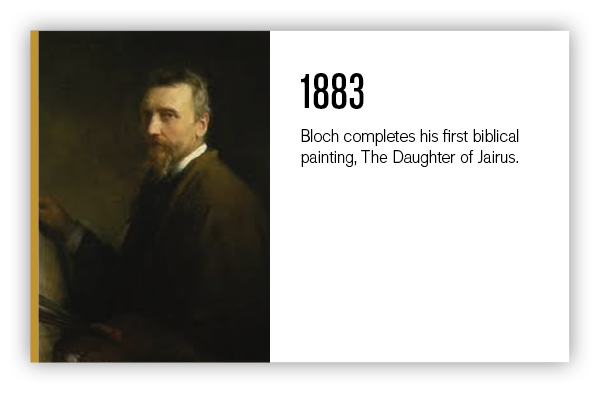 1883
Bloch completes his first biblical
painting, The Daughter of Jairus.